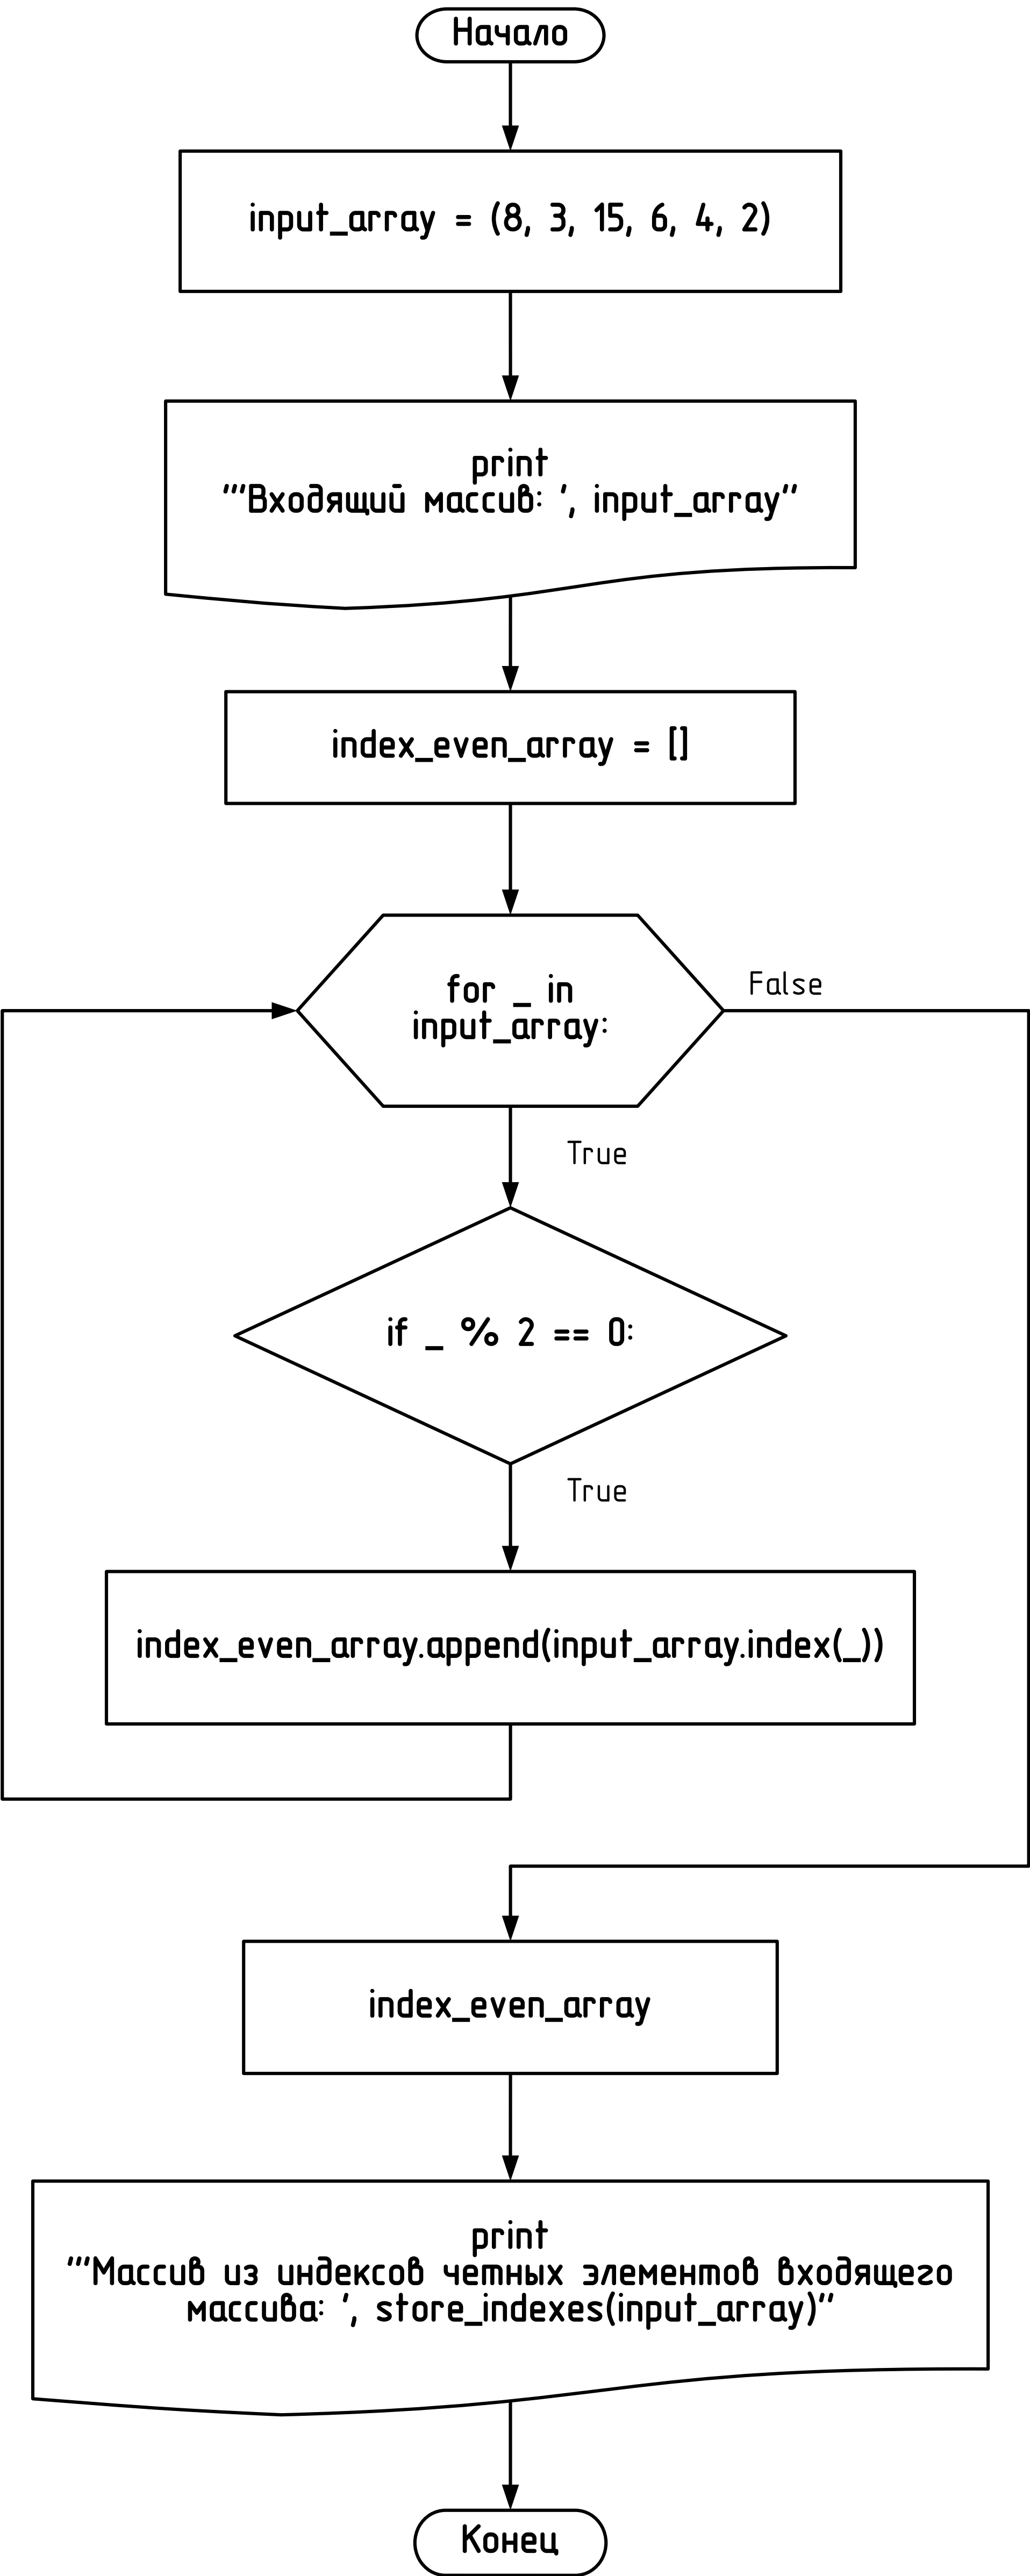 Начало
input_array = (8, 3, 15, 6, 4, 2)
print
"'Входящий массив: ', input_array"
index_even_array = []
for _ in
input_array:
False
True
if _ % 2 == 0:
True
index_even_array.append(input_array.index(_))
index_even_array
print
"'Массив из индексов четных элементов входящего
массива: ', store_indexes(input_array)"
Конец